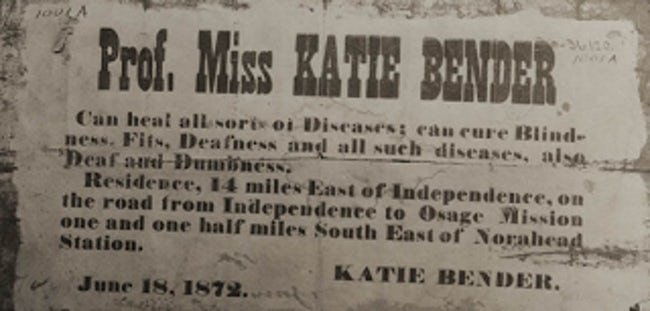 100LA
Prof. Miss KATIE BENDER
Can heal all sorts of Diseases; can cure Blind-
ness, Fits, Deafness and all such diseases, also
Deaf and Dumbness.
Residence, 14 miles East of Independence, on
the road from Independence to Osage Mission
one and one half miles South East of Norahead
Station.
KATIE BENDER.
June 18, 1872.